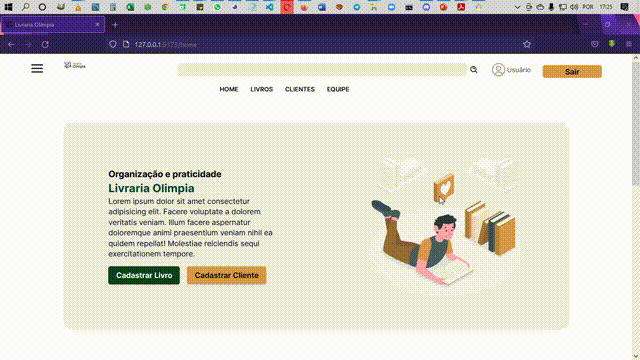 POR 17:25
Livraria Olimpia
127.0.0.1:5173/home
Usuário
Sair
HOME LIVROS CLIENTES EQUIPE
Organização e praticidade
Livraria Olimpia
Lorem ipsum dolor sit amet consectetur
adipisicing elit. Facere voluptate a dolorem
veritatis veniam. Illum facere aspernatur
doloremque animi praesentium veniam nihil ea
quidem repellat! Molestiae reiciendis sequi
exercitationem tempore.
Cadastrar Livro Cadastrar Cliente